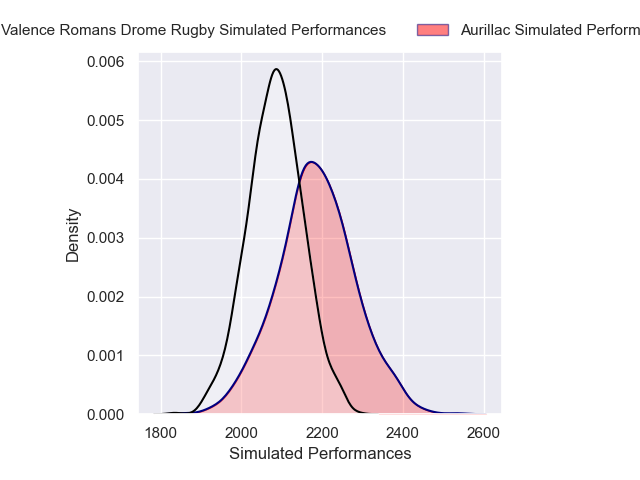 Valence Romans Drome Rugby Simulated Performances
Aurillac Simulated Perform
0.006
0.005
0.004
0.003
0.002
0.001
0.000
Density
1800 2000 2200 2400 2600
Simulated Performances